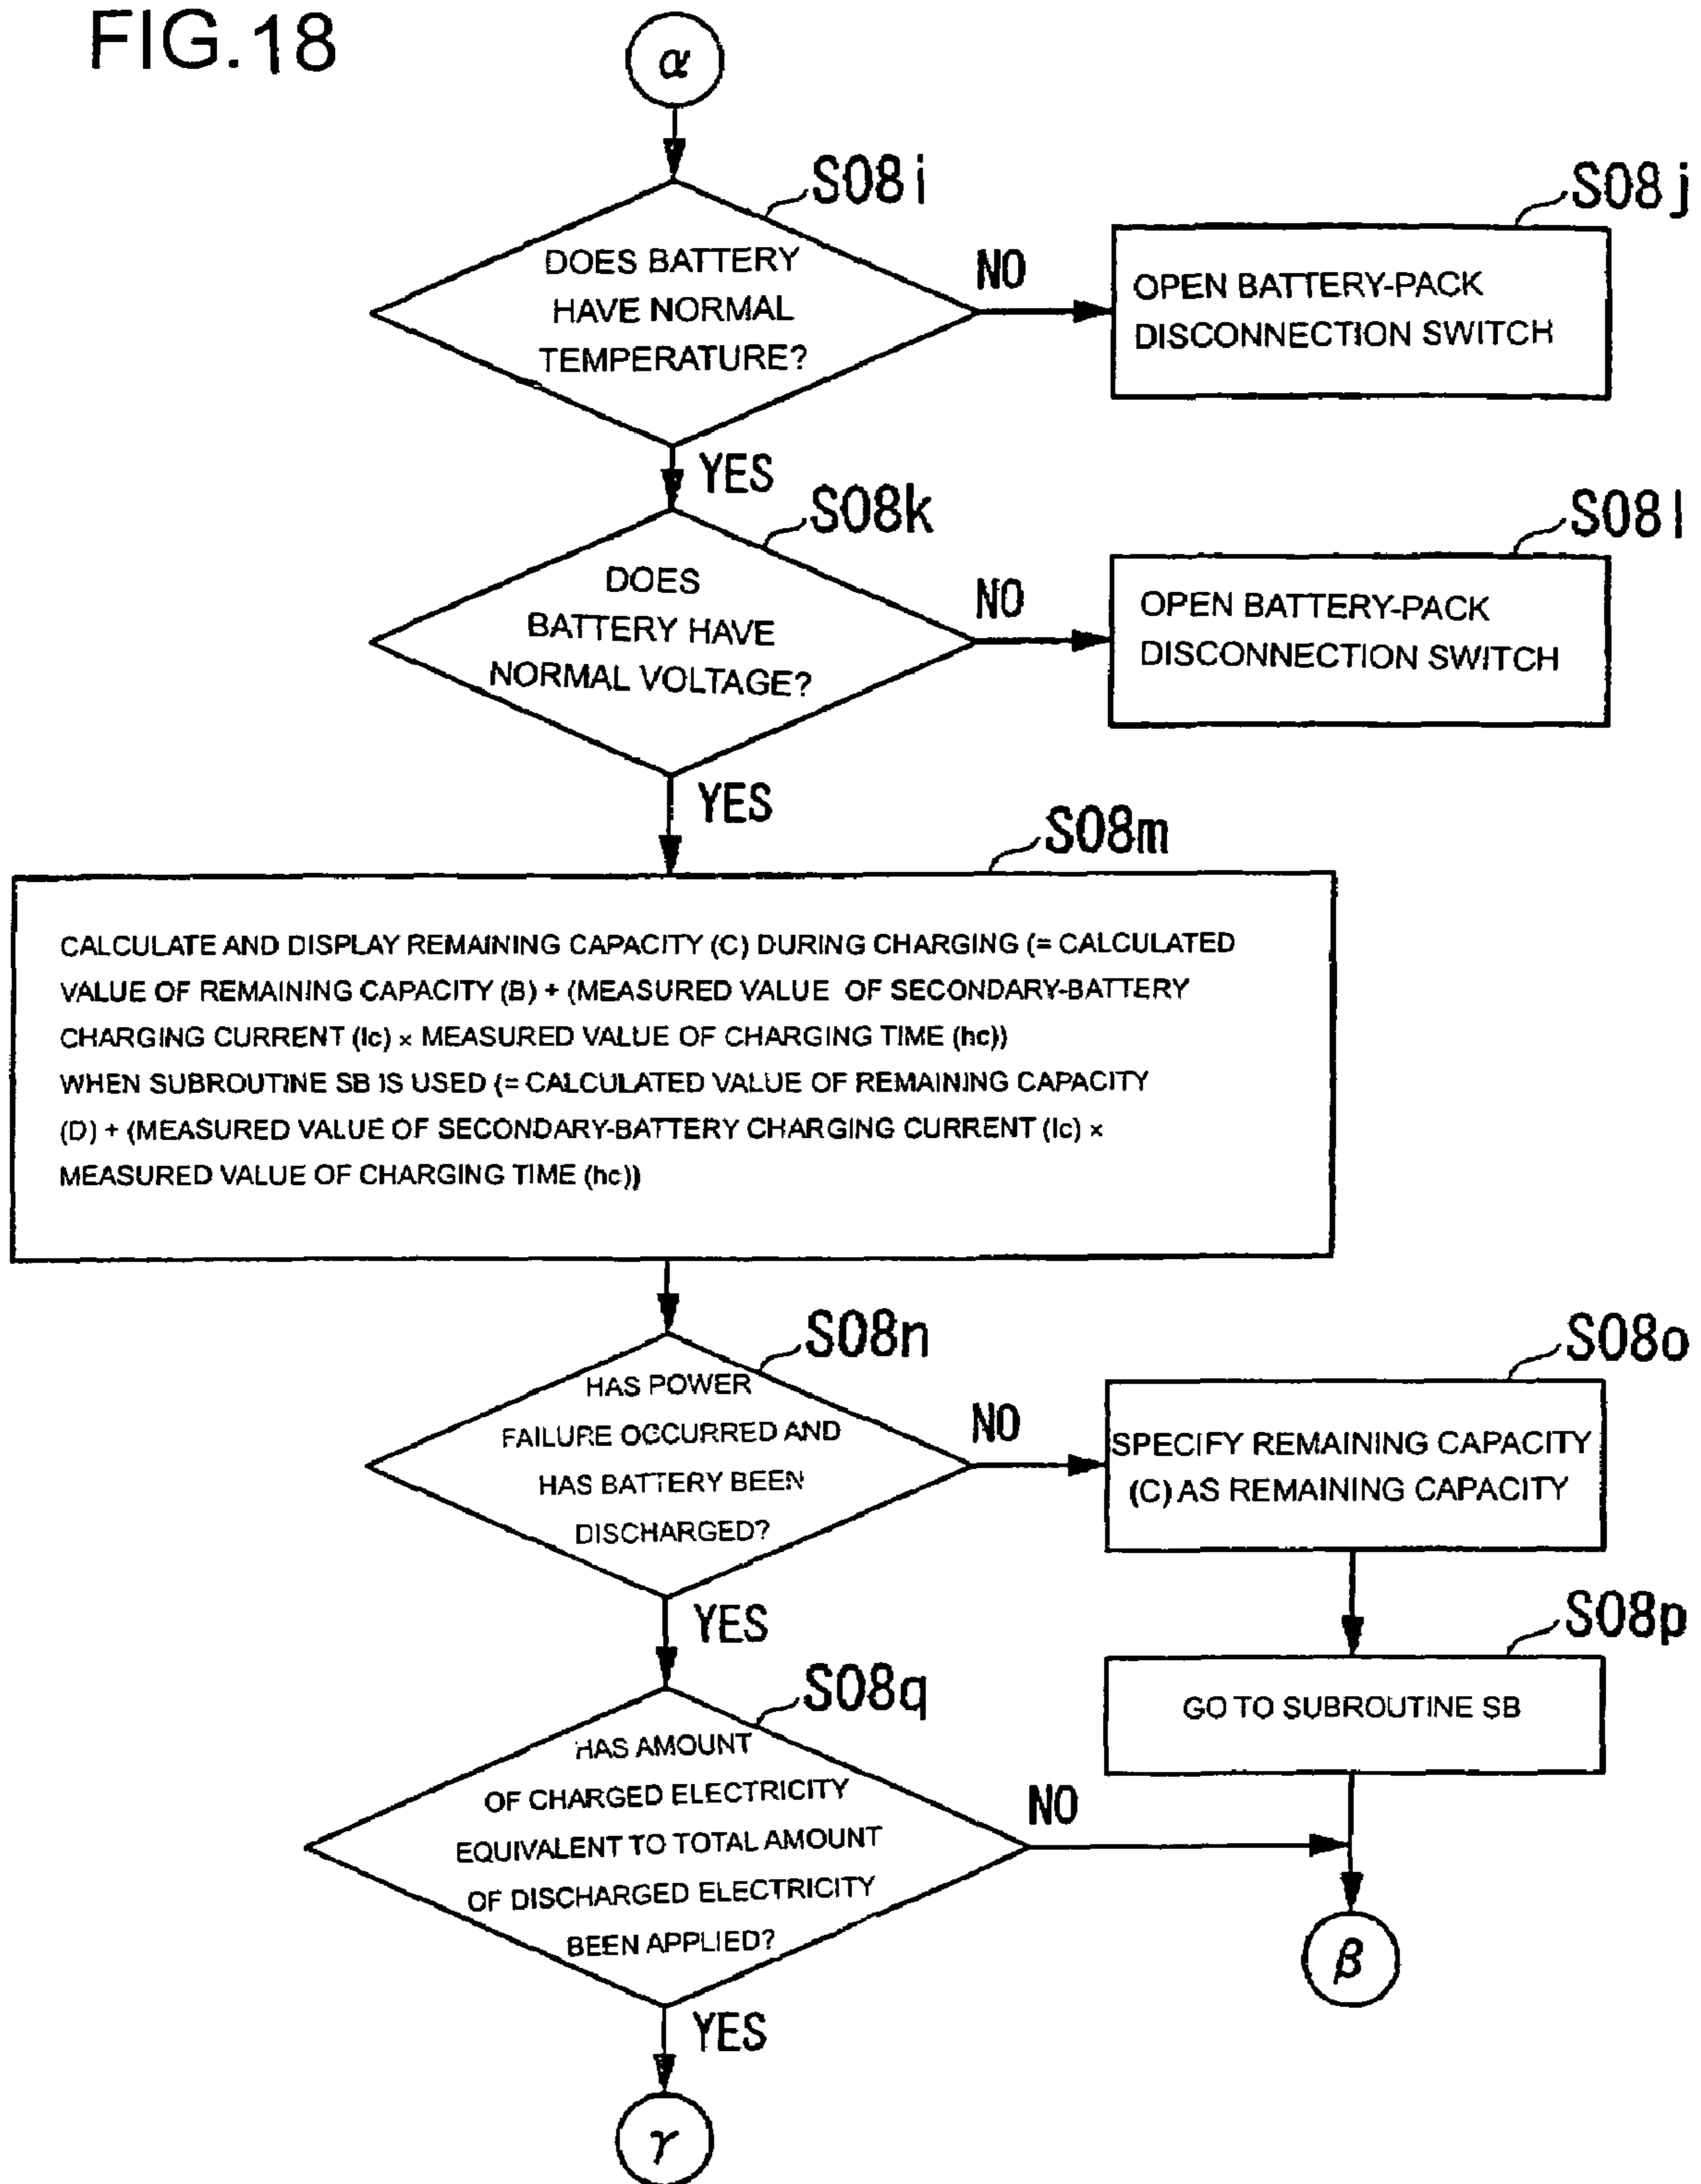 FIG.18
α
S08i
DOES BATTERY
HAVE NORMAL
TEMPERATURE?
NO
S08j
OPEN BATTERY-PACK
DISCONNECTION SWITCH
YES
S08k
DOES
BATTERY HAVE
NORMAL VOLTAGE?
NO
S08l
OPEN BATTERY-PACK
DISCONNECTION SWITCH
YES
S08m
CALCULATE AND DISPLAY REMAINING CAPACITY (C) DURING CHARGING (= CALCULATED
VALUE OF REMAINING CAPACITY (B) + (MEASURED VALUE OF SECONDARY-BATTERY
CHARGING CURRENT (Ic) × MEASURED VALUE OF CHARGING TIME (hc))
WHEN SUBROUTINE SB IS USED (= CALCULATED VALUE OF REMAINING CAPACITY
(D) + (MEASURED VALUE OF SECONDARY-BATTERY CHARGING CURRENT (Ic) ×
MEASURED VALUE OF CHARGING TIME (hc))
S08n
HAS POWER
FAILURE OCCURRED AND
HAS BATTERY BEEN
DISCHARGED?
NO
S08o
SPECIFY REMAINING CAPACITY
(C) AS REMAINING CAPACITY
YES
S08p
GO TO SUBROUTINE SB
S08q
HAS AMOUNT
OF CHARGED ELECTRICITY
EQUIVALENT TO TOTAL AMOUNT
OF DISCHARGED ELECTRICITY
BEEN APPLIED?
NO
β
YES
γ